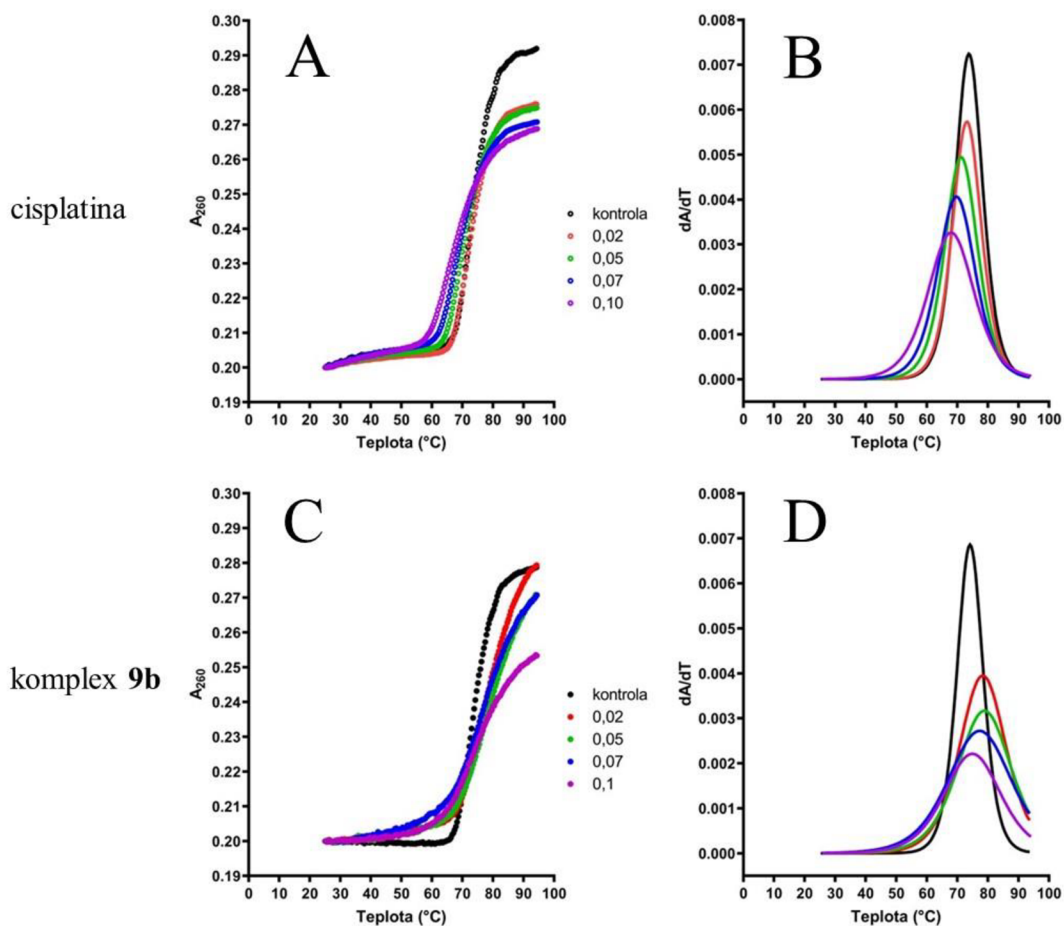 cisplatina
A
A260
0.30
0.29
0.28
0.27
0.26
0.25
0.24
0.23
0.22
0.21
0.20
0.19
0 10 20 30 40 50 60 70 80 90 100
Teplota (°C)
kontrola
0,02
0,05
0,07
0,10
B
dA/dT
0.008
0.007
0.006
0.005
0.004
0.003
0.002
0.001
0.000
0 10 20 30 40 50 60 70 80 90 100
Teplota (°C)
komplex 9b
C
A260
0.30
0.29
0.28
0.27
0.26
0.25
0.24
0.23
0.22
0.21
0.20
0.19
0 10 20 30 40 50 60 70 80 90 100
Teplota (°C)
kontrola
0,02
0,05
0,07
0,1
D
dA/dT
0.008
0.007
0.006
0.005
0.004
0.003
0.002
0.001
0.000
0 10 20 30 40 50 60 70 80 90 100
Teplota (°C)